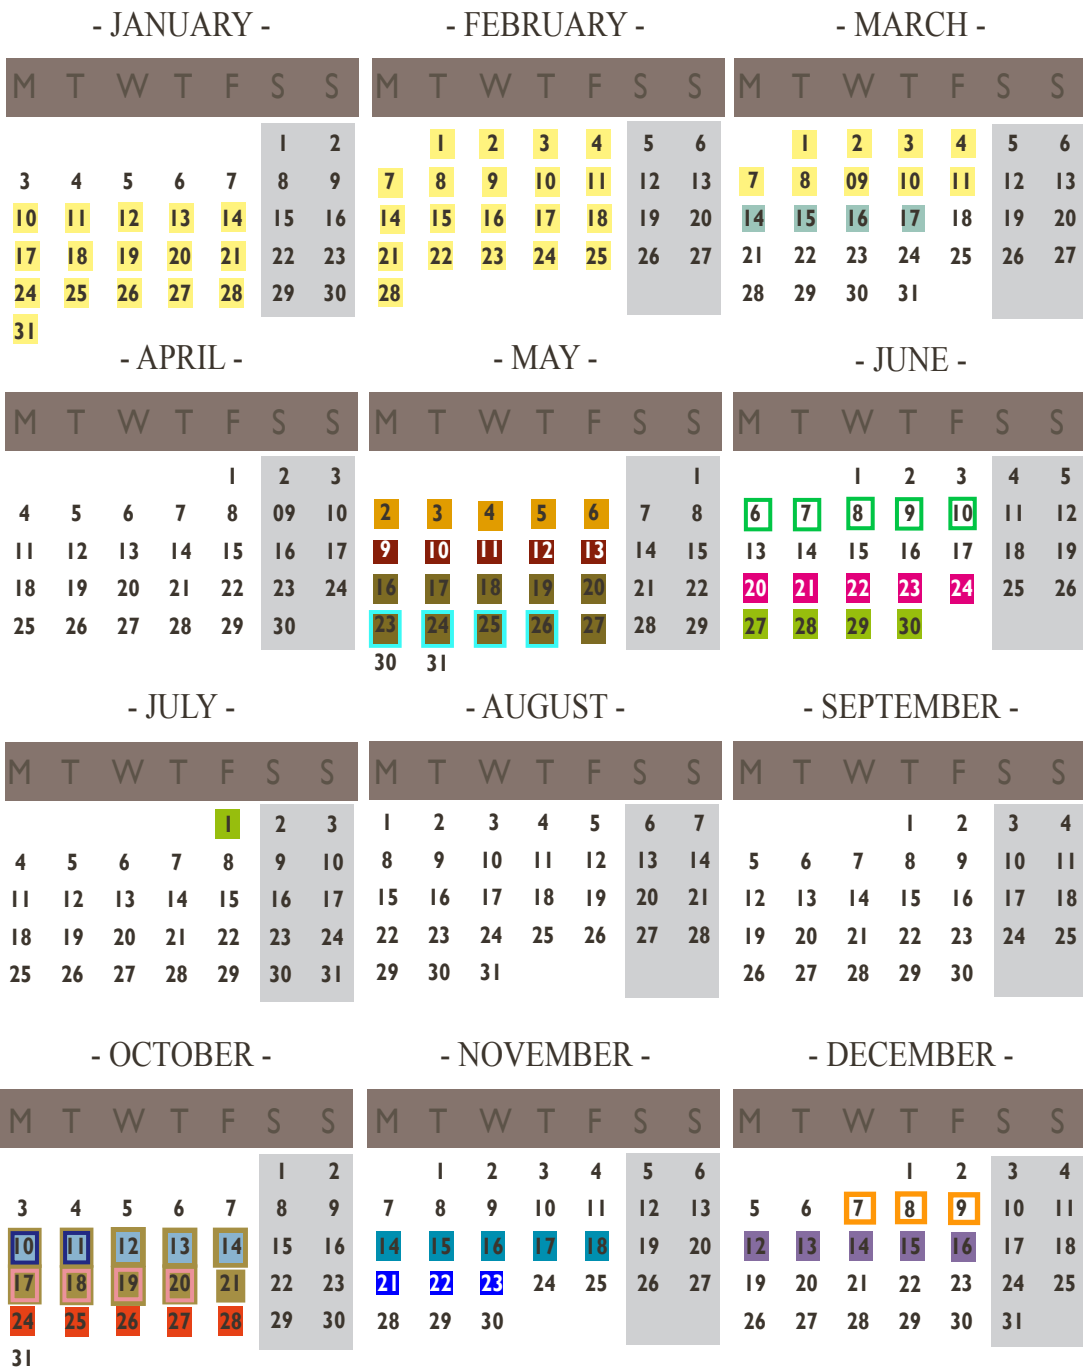 - JANUARY -
M T W T F S S
1 2
3 4 5 6 7 8 9
10 11 12 13 14 15 16
17 18 19 20 21 22 23
24 25 26 27 28 29 30
31
- FEBRUARY -
M T W T F S S
1 2 3 4 5 6
7 8 9 10 11 12 13
14 15 16 17 18 19 20
21 22 23 24 25 26 27
28
- MARCH -
M T W T F S S
1 2 3 4 5 6
7 8 09 10 11 12 13
14 15 16 17 18 19 20
21 22 23 24 25 26 27
28 29 30 31
- APRIL -
M T W T F S S
1 2 3
4 5 6 7 8 09 10
11 12 13 14 15 16 17
18 19 20 21 22 23 24
25 26 27 28 29 30
- MAY -
M T W T F S S
1
2 3 4 5 6 7 8
9 10 11 12 13 14 15
16 17 18 19 20 21 22
23 24 25 26 27 28 29
30 31
- JUNE -
M T W T F S S
1 2 3 4 5
6 7 8 9 10 11 12
13 14 15 16 17 18 19
20 21 22 23 24 25 26
27 28 29 30
- JULY -
M T W T F S S
1 2 3
4 5 6 7 8 9 10
11 12 13 14 15 16 17
18 19 20 21 22 23 24
25 26 27 28 29 30 31
- AUGUST -
M T W T F S S
1 2 3 4 5 6 7
8 9 10 11 12 13 14
15 16 17 18 19 20 21
22 23 24 25 26 27 28
29 30 31
- SEPTEMBER -
M T W T F S S
1 2 3 4
5 6 7 8 9 10 11
12 13 14 15 16 17 18
19 20 21 22 23 24 25
26 27 28 29 30
- OCTOBER -
M T W T F S S
1 2
3 4 5 6 7 8 9
10 11 12 13 14 15 16
17 18 19 20 21 22 23
24 25 26 27 28 29 30
31
- NOVEMBER -
M T W T F S S
1 2 3 4 5 6
7 8 9 10 11 12 13
14 15 16 17 18 19 20
21 22 23 24 25 26 27
28 29 30
- DECEMBER -
M T W T F S S
1 2 3 4
5 6 7 8 9 10 11
12 13 14 15 16 17 18
19 20 21 22 23 24 25
26 27 28 29 30 31